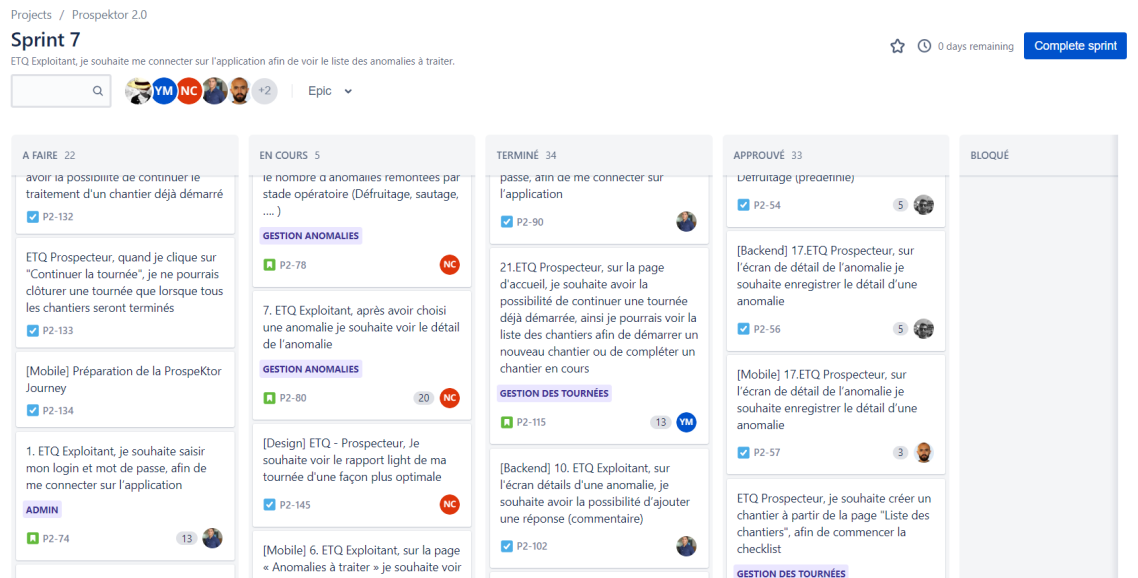 Projects / Prospektor 2.0
Sprint 7
0 days remaining
Complete sprint
ETQ Exploitant, je souhaite me connecter sur l'application afin de voir le liste des anomalies à traiter.
YM
NC
+2
Epic
A FAIRE 22
avoir la possibilité de continuer le
traitement d'un chantier déjà démarré
P2-132
ETQ Prospecteur, quand je clique sur
"Continuer la tournée", je ne pourrais
clôturer une tournée que lorsque tous
les chantiers seront terminés
P2-133
[Mobile] Préparation de la ProspeKtor
Journey
P2-134
1. ETQ Exploitant, je souhaite saisir
mon login et mot de passe, afin de
me connecter sur l'application
ADMIN
P2-74
13
EN COURS 5
le nombre d'anomalies remontées par
stade opératoire (Défruitage, sautage,
.... )
GESTION ANOMALIES
P2-78
NC
7. ETQ Exploitant, après avoir choisi
une anomalie je souhaite voir le détail
de l'anomalie
GESTION ANOMALIES
P2-80
20
NC
[Design] ETQ - Prospecteur, Je
souhaite voir le rapport light de ma
tournée d'une façon plus optimale
P2-145
NC
[Mobile] 6. ETQ Exploitant, sur la page
« Anomalies à traiter » je souhaite voir
TERMINÉ 34
passe, afin de me connecter sur
l'application
P2-90
21.ETQ Prospecteur, sur la page
d'accueil, je souhaite avoir la
possibilité de continuer une tournée
déjà démarrée, ainsi je pourrais voir la
liste des chantiers afin de démarrer un
nouveau chantier ou de compléter un
chantier en cours
GESTION DES TOURNÉES
P2-115
13
YM
[Backend] 10. ETQ Exploitant, sur
l'écran détails d'une anomalie, je
souhaite avoir la possibilité d'ajouter
une réponse (commentaire)
P2-102
APPROUVÉ 33
Défruitage (prédéfinie)
P2-54
5
[Backend] 17.ETQ Prospecteur, sur
l'écran de détail de l'anomalie je
souhaite enregistrer le détail d'une
anomalie
P2-56
5
[Mobile] 17.ETQ Prospecteur, sur
l'écran de détail de l'anomalie je
souhaite enregistrer le détail d'une
anomalie
P2-57
3
ETQ Prospecteur, je souhaite créer un
chantier à partir de la page "Liste des
chantiers", afin de commencer la
checklist
GESTION DES TOURNÉES
BLOQUÉ